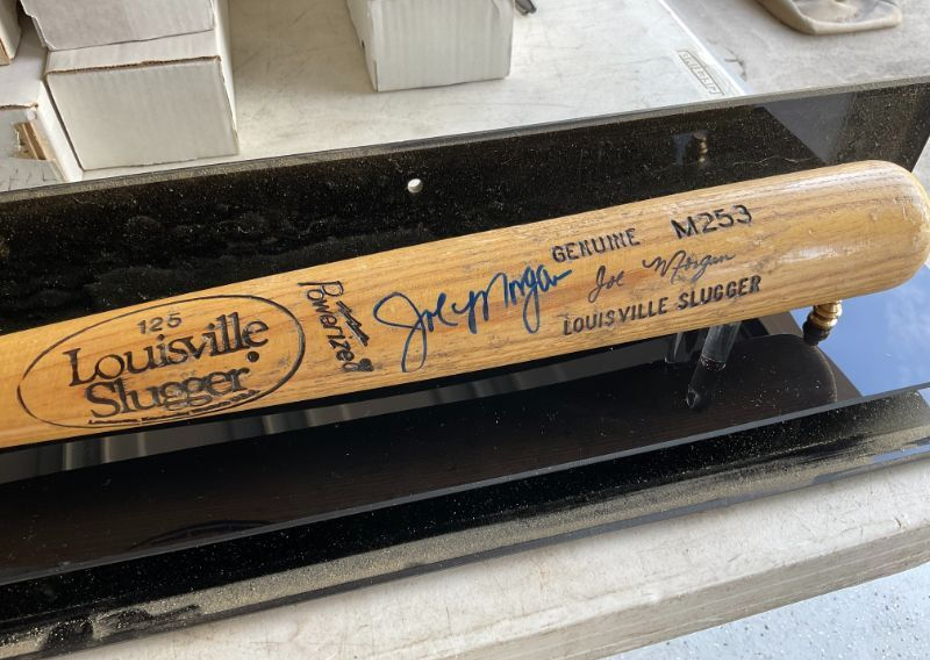 125
Louisville
Slugger
Powerized
Joe Morgan
GENUINE M253
Joe Morgan
LOUISVILLE SLUGGER